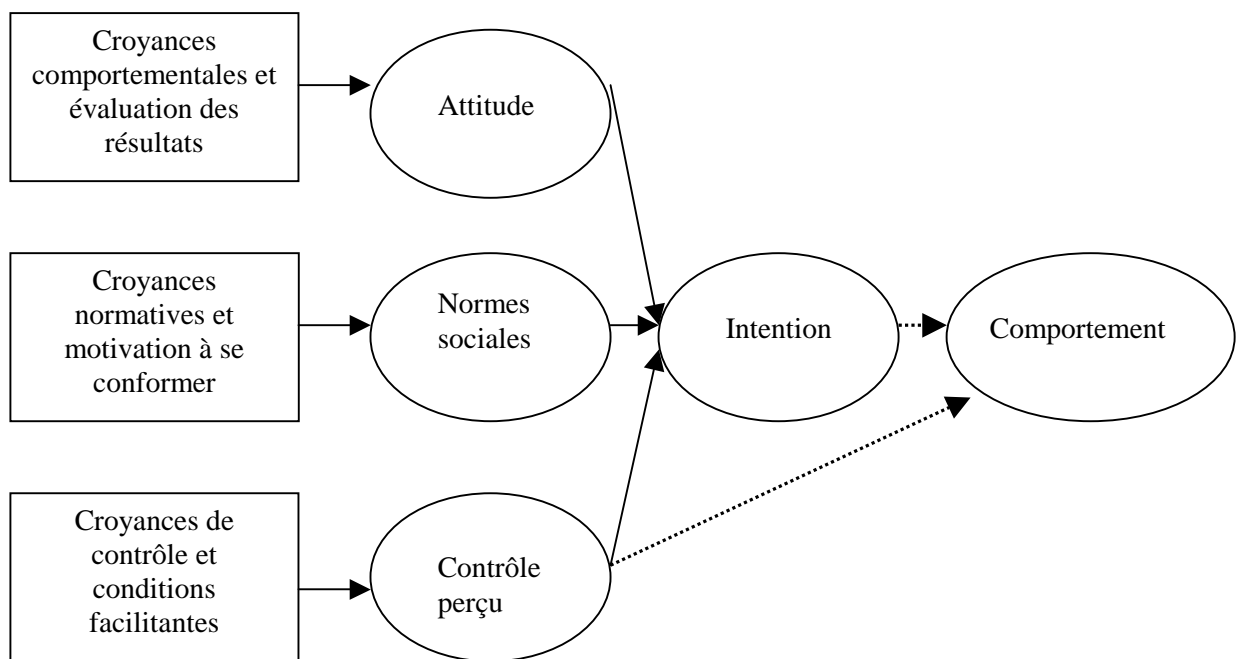 Croyances
comportementales et
évaluation des
résultats
Attitude
Croyances
normatives et
motivation à se
conformer
Normes
sociales
Intention
Comportement
Croyances de
contrôle et
conditions
facilitantes
Contrôle
perçu